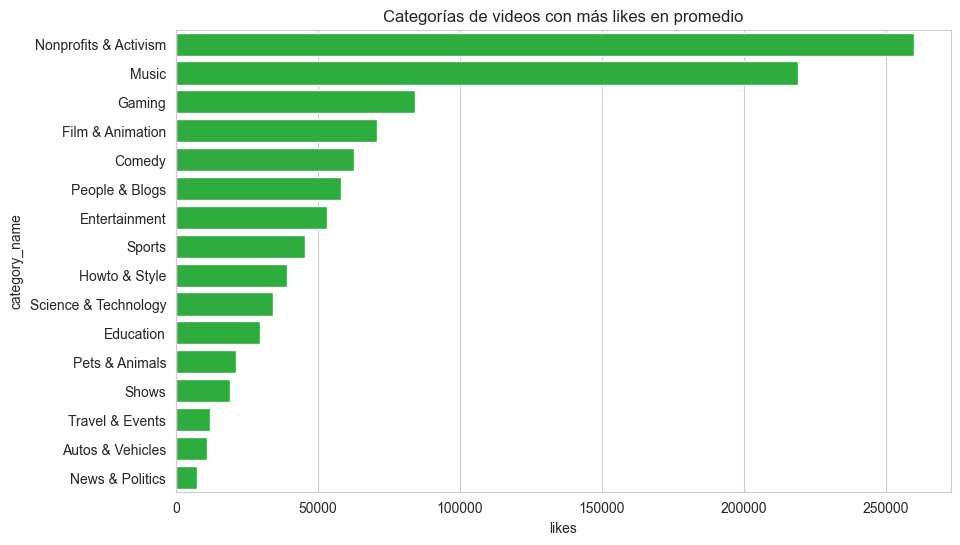 Categorías de videos con más likes en promedio
category_name
Nonprofits & Activism
Music
Gaming
Film & Animation
Comedy
People & Blogs
Entertainment
Sports
Howto & Style
Science & Technology
Education
Pets & Animals
Shows
Travel & Events
Autos & Vehicles
News & Politics
0 50000 100000 150000 200000 250000
likes